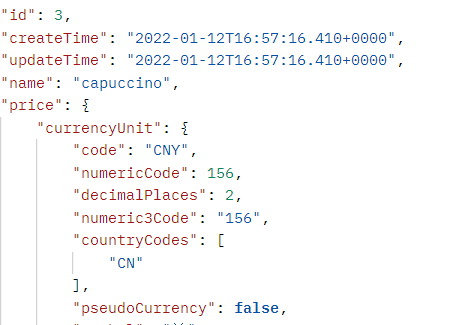 "id": 3,
"createTime": "2022-01-12T16:57:16.410+0000",
"updateTime": "2022-01-12T16:57:16.410+0000",
"name": "capuccino",
"price": {
"currencyUnit": {
"code": "CNY",
"numericCode": 156,
"decimalPlaces": 2,
"numeric3Code": "156",
"countryCodes": [
"CN"
],
"pseudoCurrency": false,